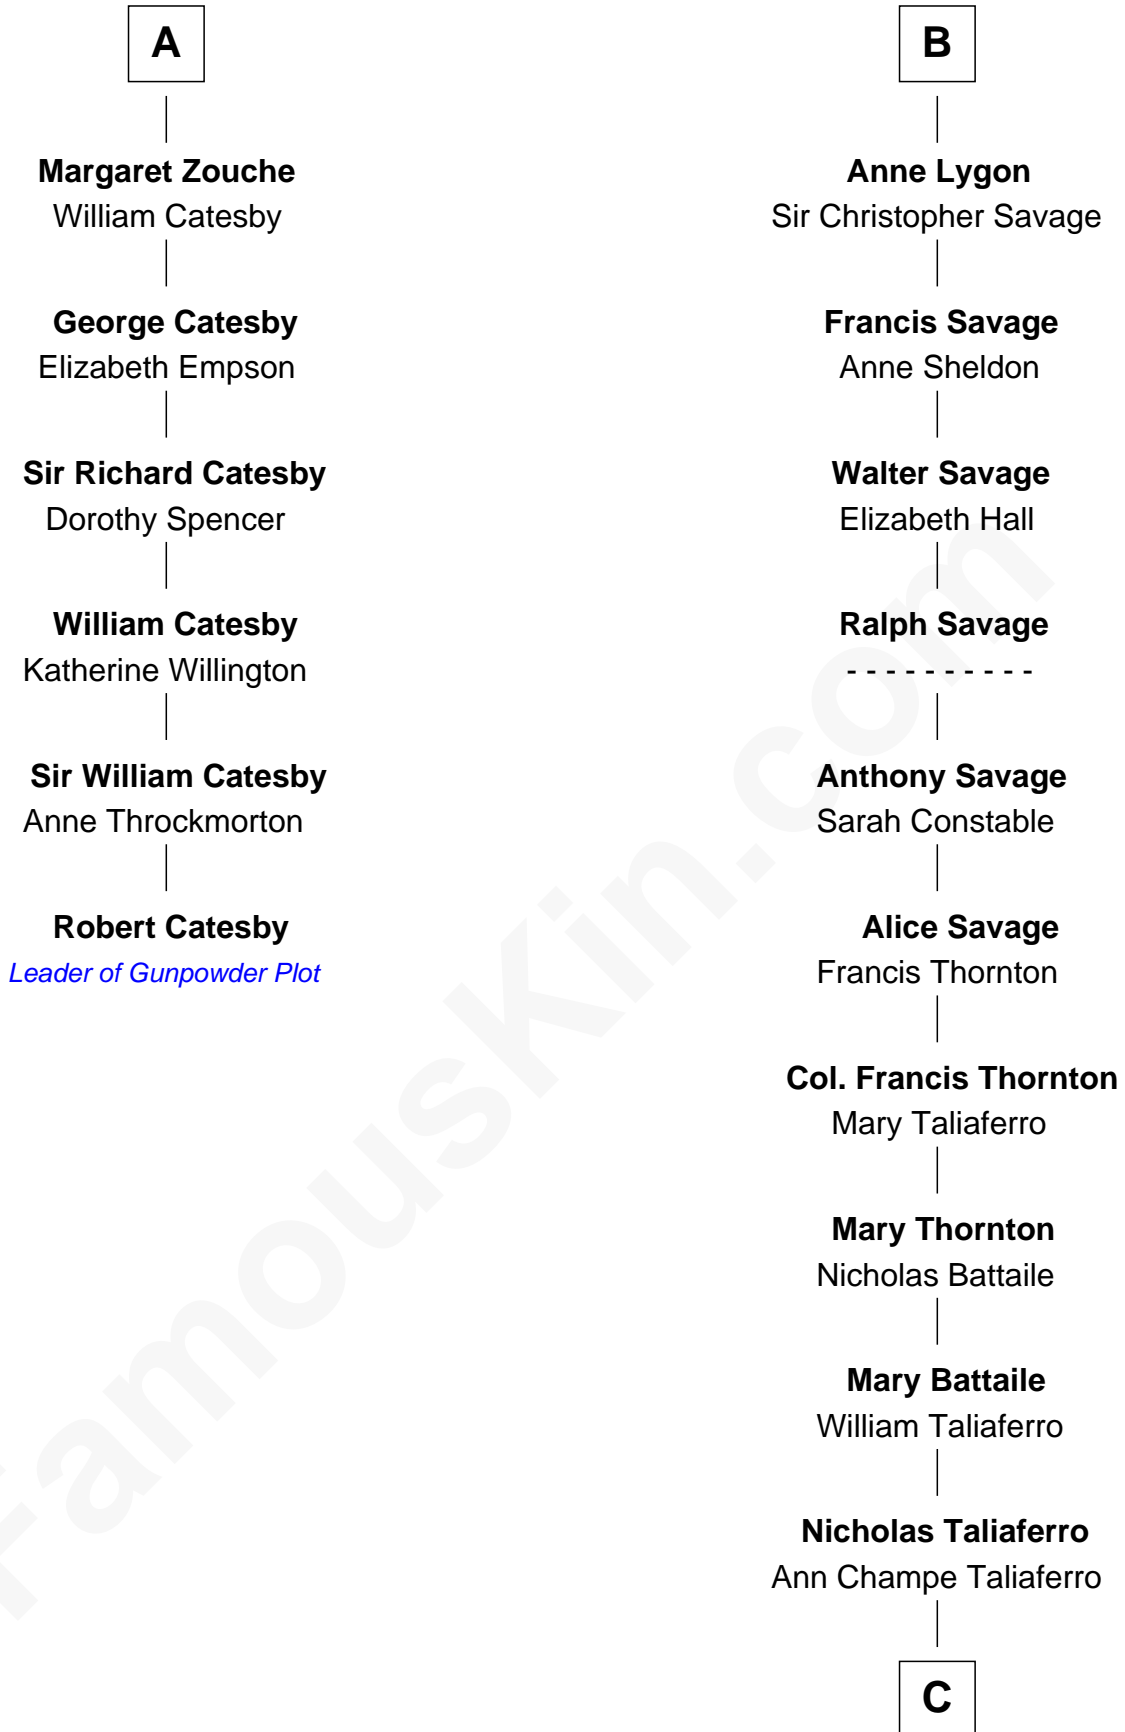 A
Margaret Zouche
William Catesby
George Catesby
Elizabeth Empson
Sir Richard Catesby
Dorothy Spencer
William Catesby
Katherine Willington
Sir William Catesby
Anne Throckmorton
Robert Catesby
Leader of Gunpowder Plot
B
Anne Lygon
Sir Christopher Savage
Francis Savage
Anne Sheldon
Walter Savage
Elizabeth Hall
Ralph Savage
- - - - - - - - - -
Anthony Savage
Sarah Constable
Alice Savage
Francis Thornton
Col. Francis Thornton
Mary Taliaferro
Mary Thornton
Nicholas Battaile
Mary Battaile
William Taliaferro
Nicholas Taliaferro
Ann Champe Taliaferro
C
FamousKin.com